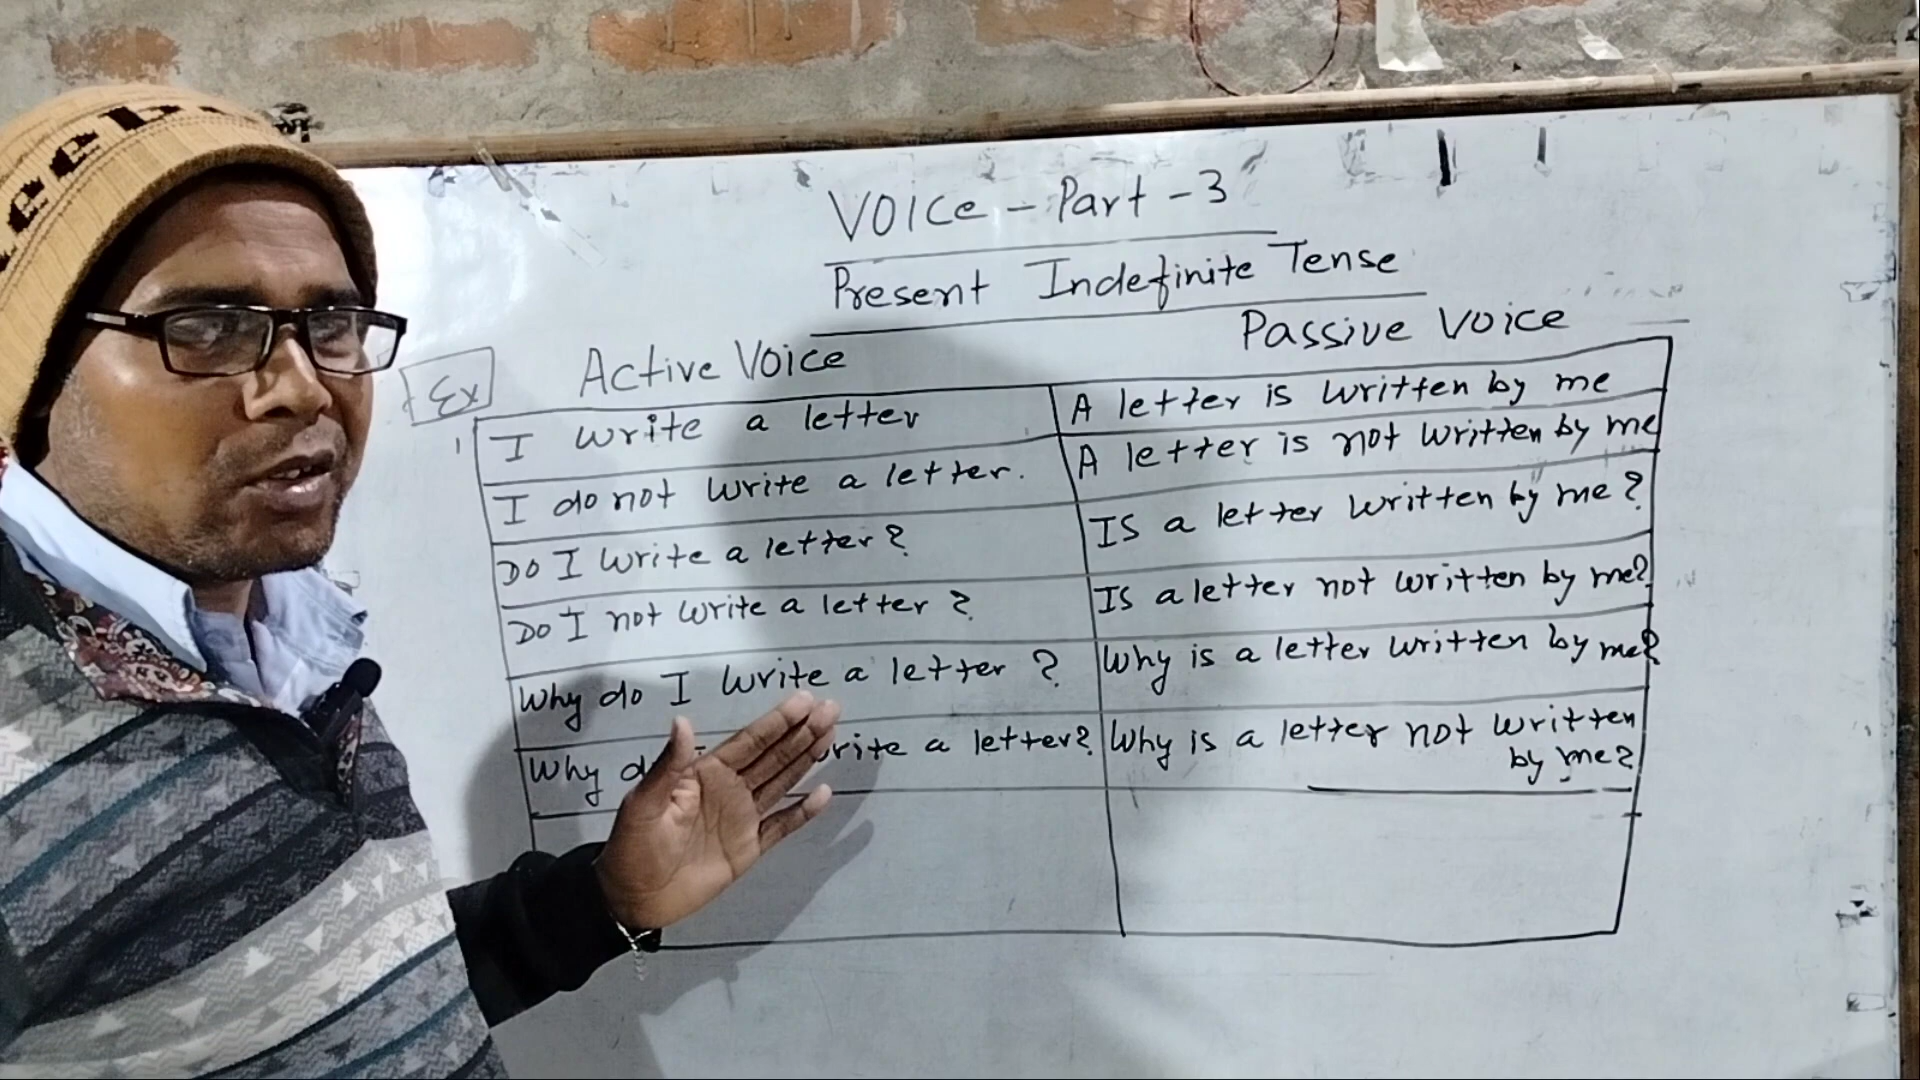 Voice - Part - 3
Present Indefinite Tense
Active Voice
Passive Voice
Ex
1
I write a letter
A letter is written by me
I do not write a letter.
A letter is not written by me
Do I write a letter?
Is a letter written by me?
Do I not write a letter?
Is a letter not written by me?
Why do I write a letter?
Why is a letter written by me?
Why a letter?
Why is a letter not written
by me?